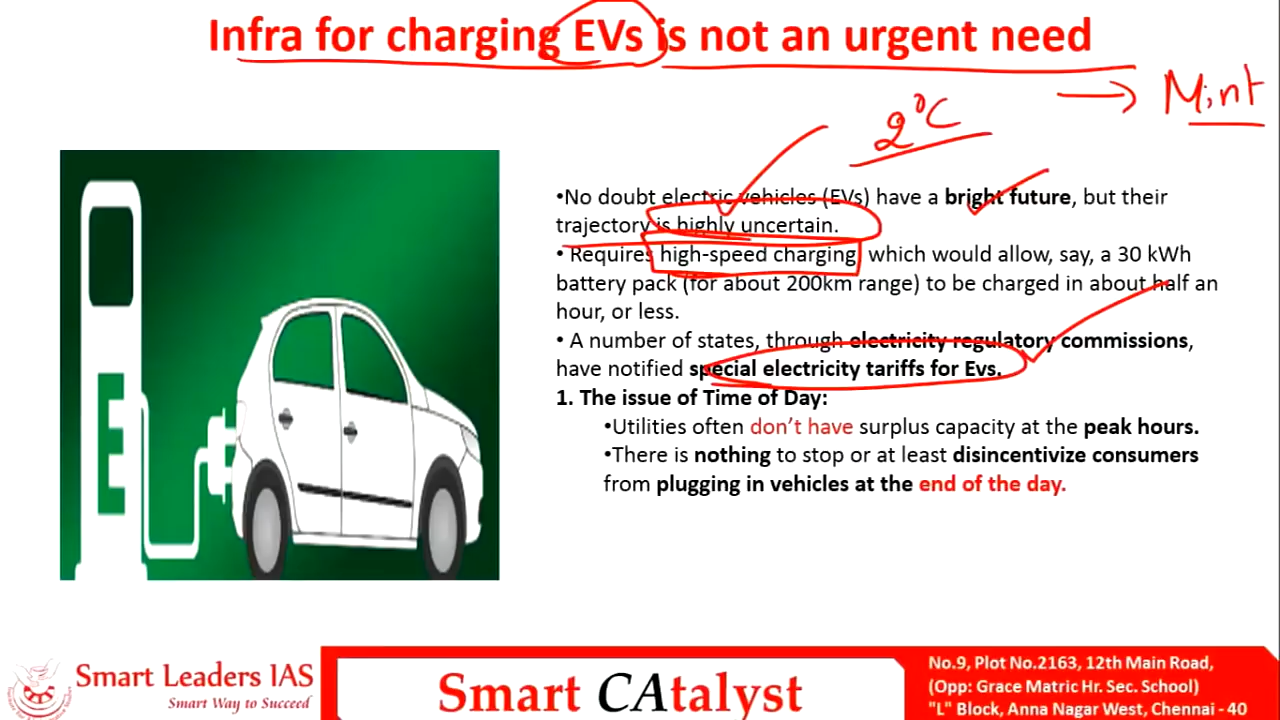 Infra for charging EVs is not an urgent need
→ Mint
2°C
•No doubt electric vehicles (EVs) have a bright future, but their
trajectory is highly uncertain.
• Requires high-speed charging, which would allow, say, a 30 kWh
battery pack (for about 200km range) to be charged in about half an
hour, or less.
• A number of states, through electricity regulatory commissions,
have notified special electricity tariffs for Evs.
1. The issue of Time of Day:
•Utilities often don’t have surplus capacity at the peak hours.
•There is nothing to stop or at least disincentivize consumers
from plugging in vehicles at the end of the day.
E
Smart Leaders IAS
Smart Way to Succeed
Smart CAtalyst
No.9, Plot No.2163, 12th Main Road,
(Opp: Grace Matric Hr. Sec. School)
"L" Block, Anna Nagar West, Chennai - 40